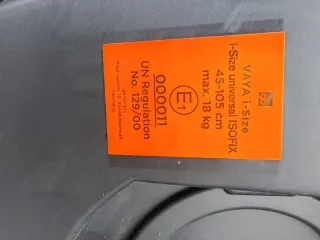 VAYA i-Size
i-Size universal ISOFIX
45-105 cm
max. 18 kg
E1
000011
UN Regulation
No. 129/00